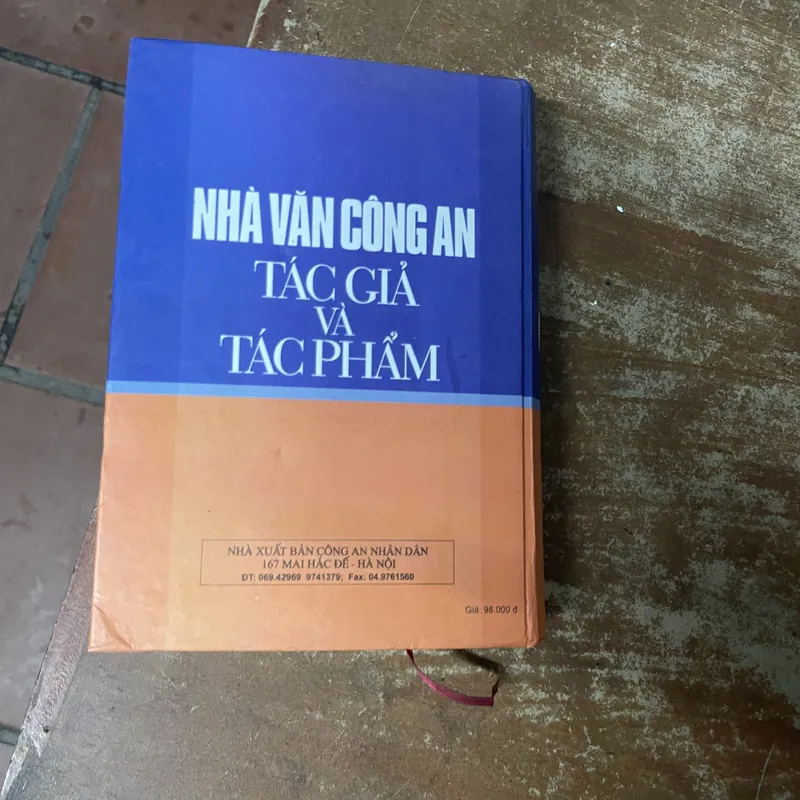 NHÀ VĂN CÔNG AN
TÁC GIẢ
VÀ
TÁC PHẨM
NHÀ XUẤT BẢN CÔNG AN NHÂN DÂN
167 MAI HẮC ĐẾ - HÀ NỘI
ĐT: 069.42969 9741379; Fax: 04.9761560
Giá: 98.000 đ